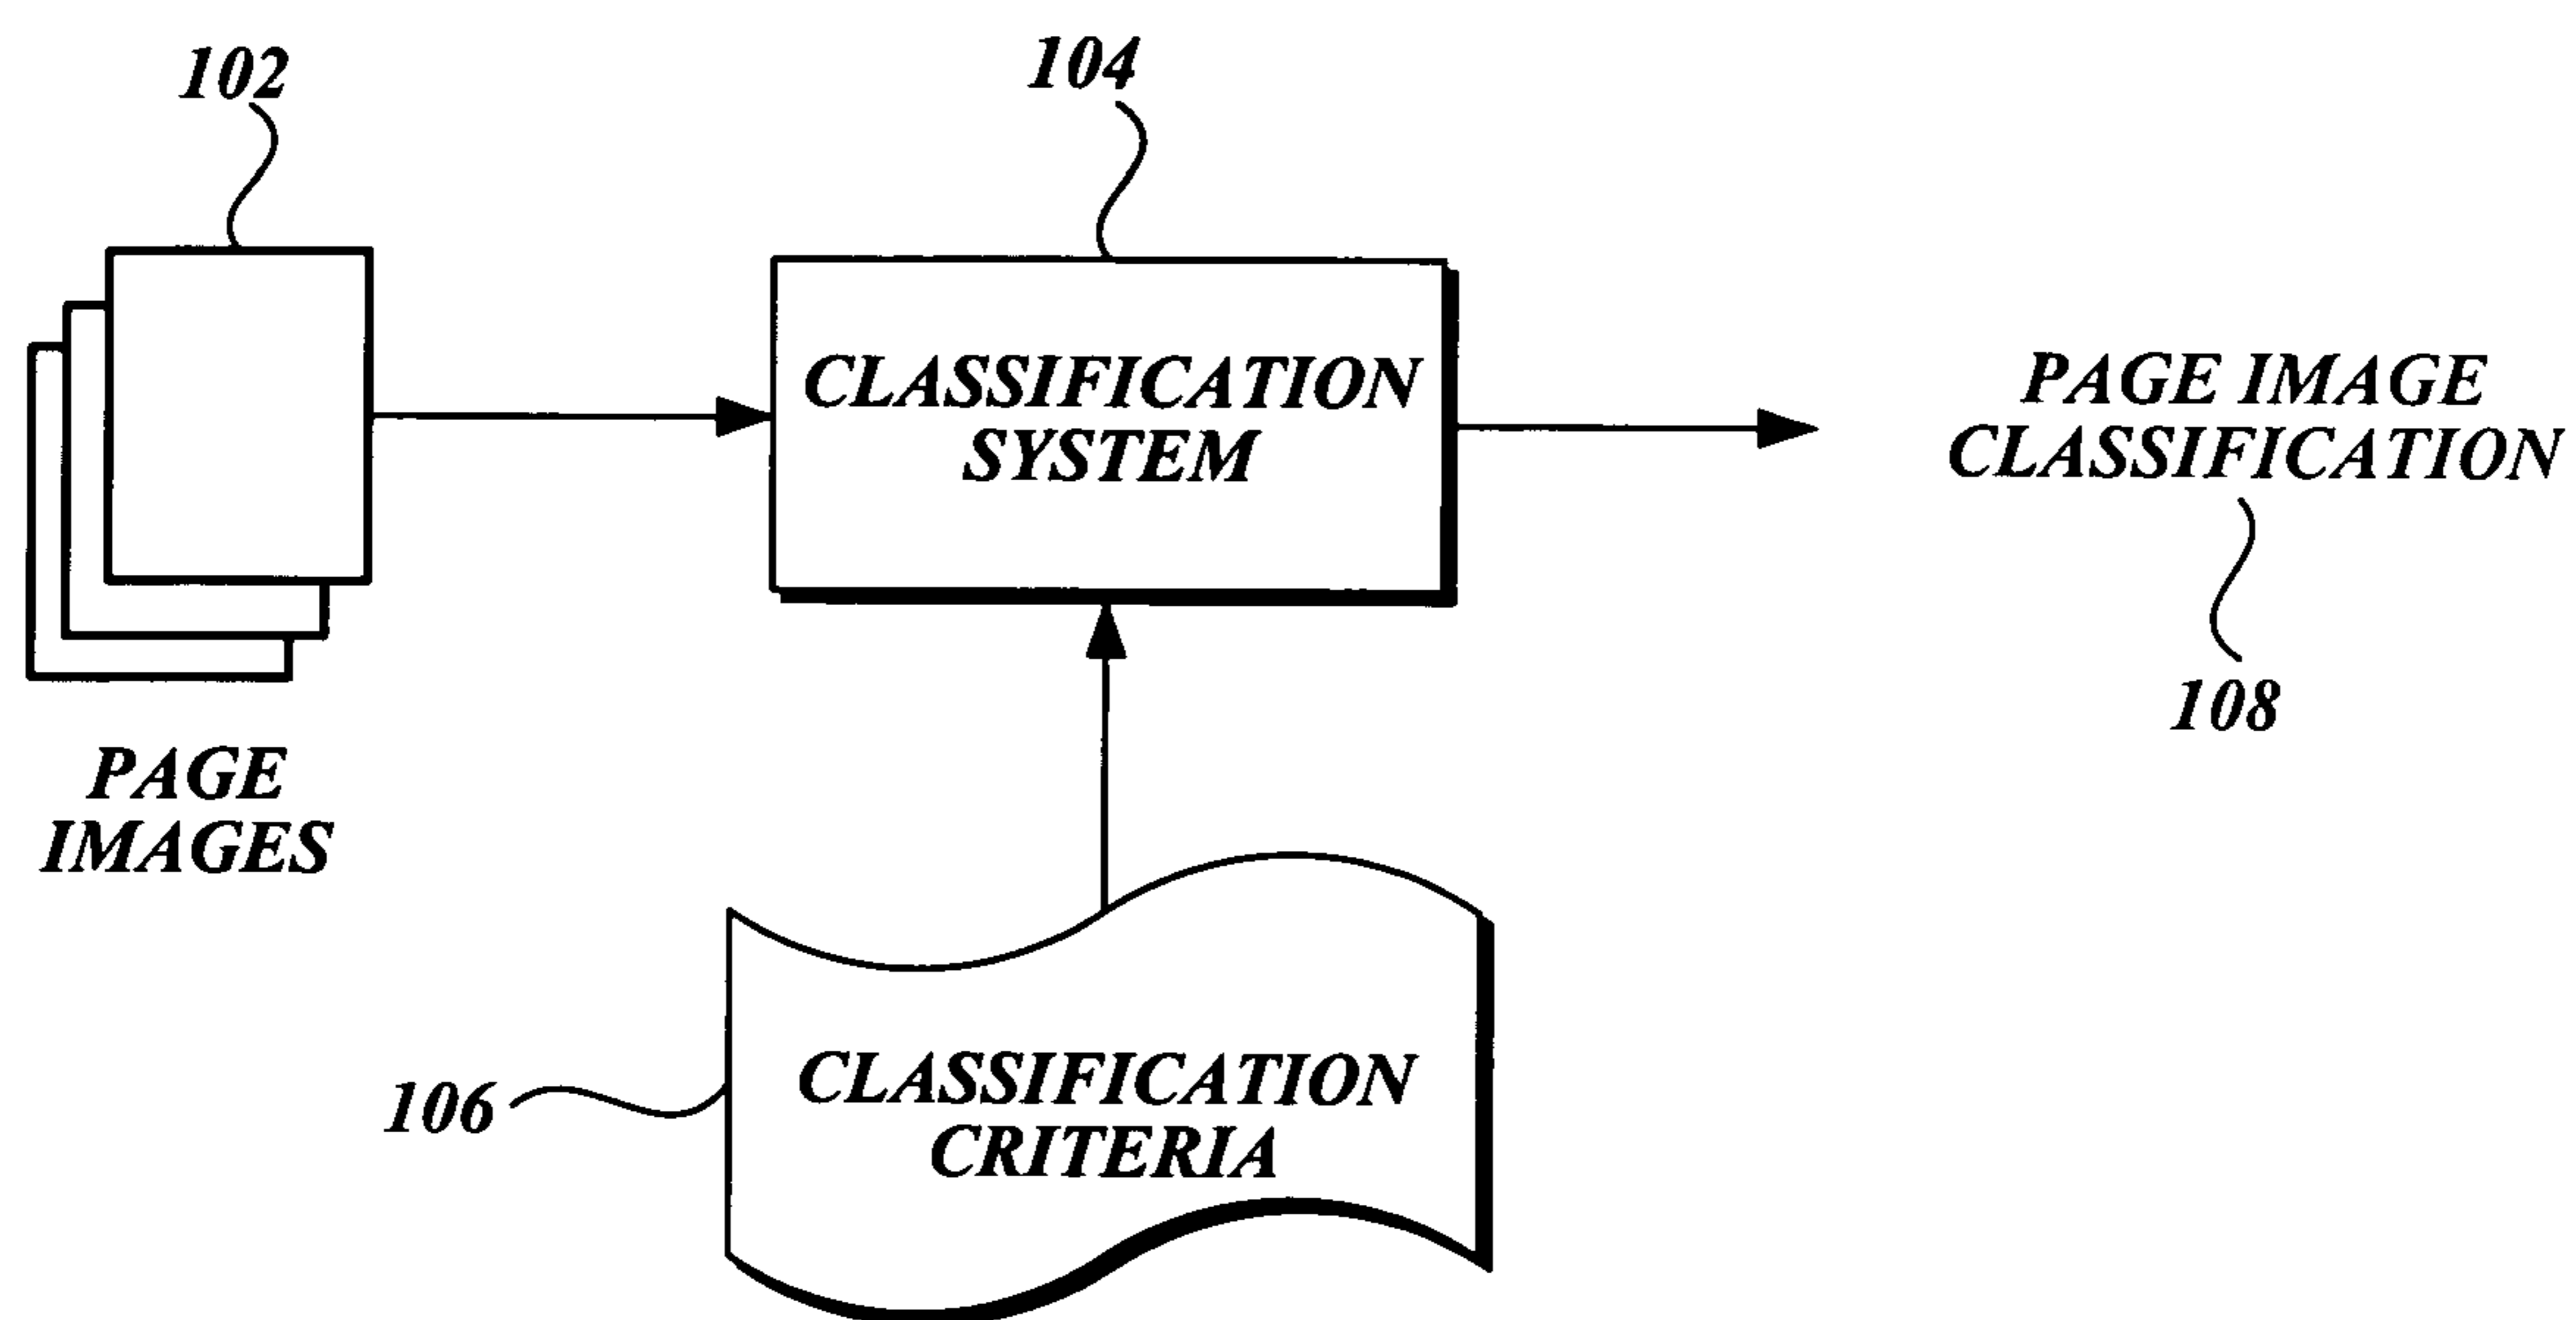 102
104
CLASSIFICATION
SYSTEM
PAGE IMAGE
CLASSIFICATION
108
PAGE
IMAGES
106
CLASSIFICATION
CRITERIA